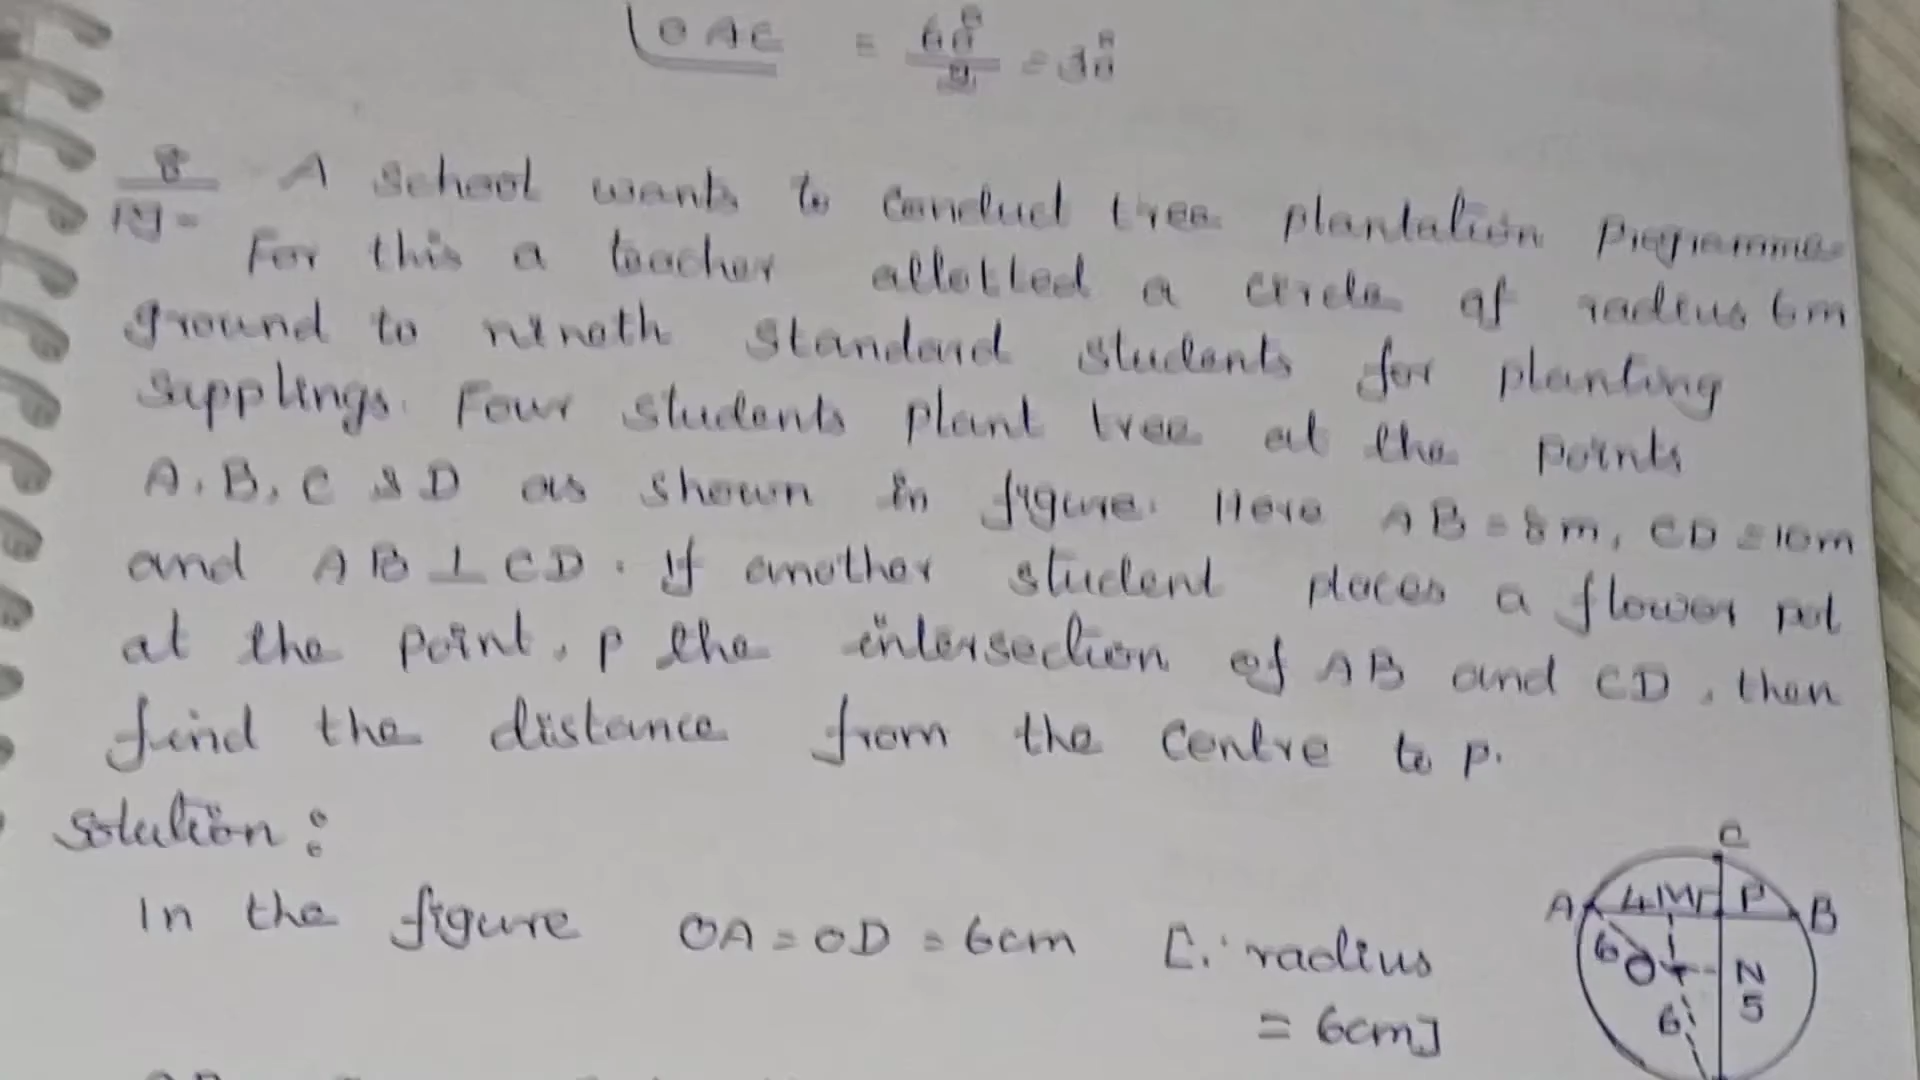 OAE = 60°/2 = 30°
8
A school wants to conduct tree plantation programme
For this a teacher allotted a circle of radius 6m
ground to nineth standard students for planting
supplings. Four students plant tree at the points
A, B, C & D as shown in figure. Here AB = 8m, CD = 10m
and AB ⊥ CD. If another student places a flower pot
at the point, P the intersection of AB and CD, then
find the distance from the centre to P.
Solution:
In the figure OA = OD = 6cm [∵ radius
= 6cm]
C
A 4 M P B
6 O N
6 5